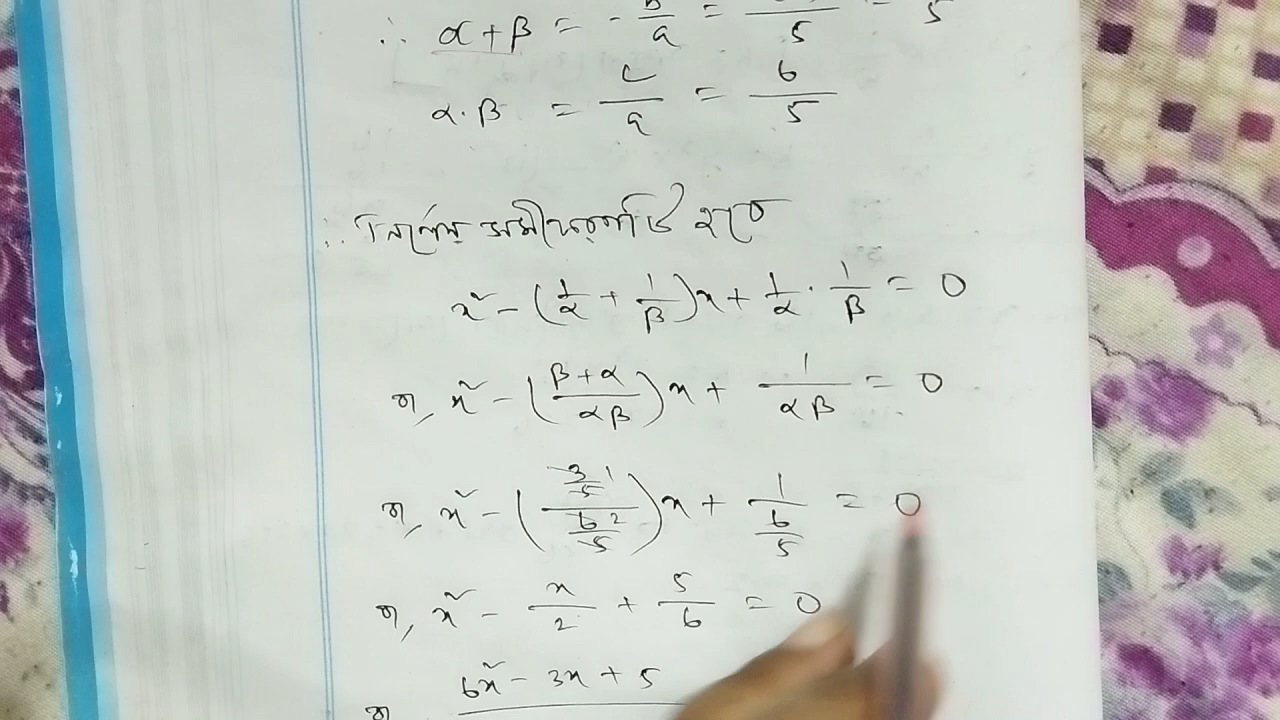 ∴ α+β = - b/a = /5 = 5
α.β = c/a = 6/5
∴ নির্ণেয় সমীকরণটি হবে
x² - (1/α + 1/β)x + 1/α · 1/β = 0
বা, x² - ((β+α)/(αβ))x + 1/(αβ) = 0
বা, x² - ((3/5)/(6/5))x + 1/(6/5) = 0
বা, x² - x/2 + 5/6 = 0
বা, 6x² - 3x + 5